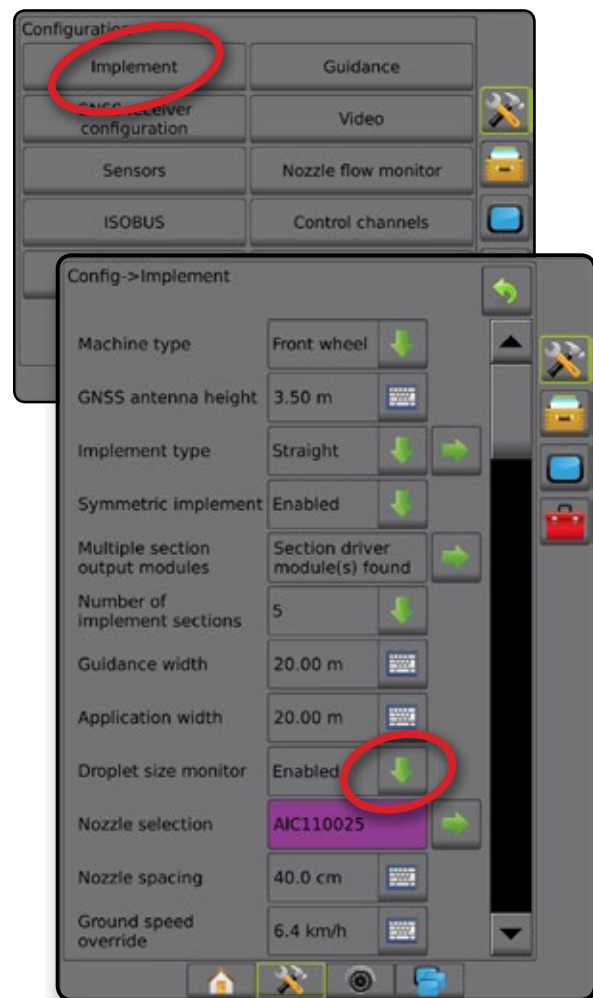 Configuration
Implement
Guidance
GNSS receiver
configuration
Video
Sensors
Nozzle flow monitor
ISOBUS
Control channels
Config->Implement
Machine type
Front wheel
GNSS antenna height
3.50 m
Implement type
Straight
Symmetric implement
Enabled
Multiple section
output modules
Section driver
module(s) found
Number of
implement sections
5
Guidance width
20.00 m
Application width
20.00 m
Droplet size monitor
Enabled
Nozzle selection
AIC110025
Nozzle spacing
40.0 cm
Ground speed
override
6.4 km/h